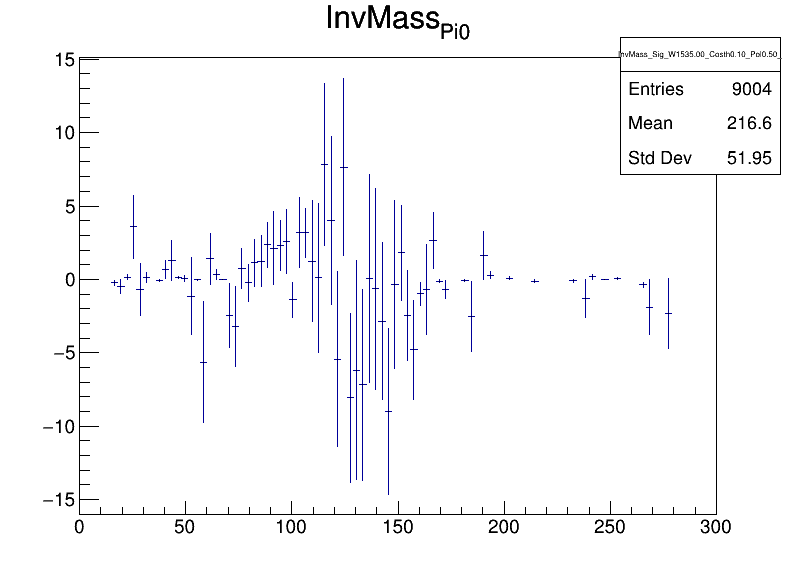 InvMass_Pi0
InvMass_Sig_W1535.00_Costh0.10_Pol0.50_
Entries 9004
Mean 216.6
Std Dev 51.95
15
10
5
0
−5
−10
−15
0 50 100 150 200 250 300